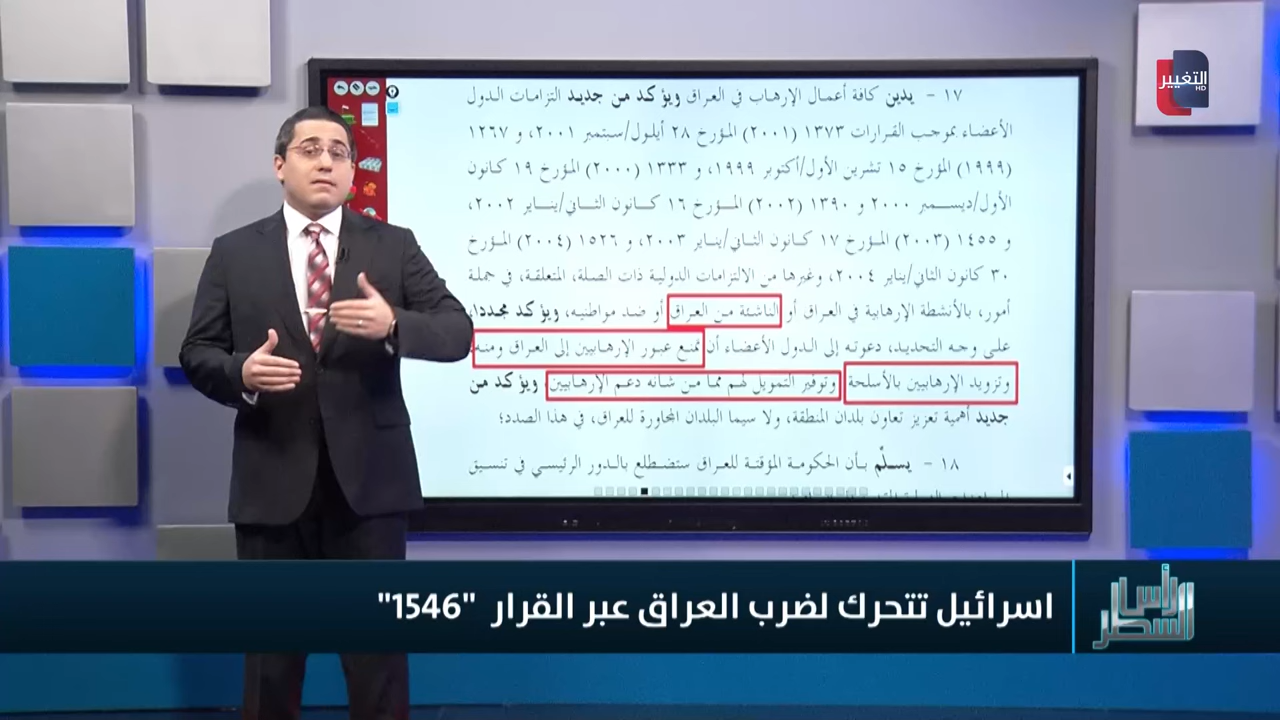 التغيير
HD
١٧ - يدين كافة أعمال الإرهاب في العراق ويؤكد من جديد التزامات الدول
الأعضاء بموجب القرارات ١٣٧٣ (٢٠٠١) المؤرخ ٢٨ أيلول/سبتمبر ٢٠٠١، و ١٢٦٧
(١٩٩٩) المؤرخ ١٥ تشرين الأول/أكتوبر ١٩٩٩، و ١٣٣٣ (٢٠٠٠) المؤرخ ١٩ كانون
الأول/ديسمبر ٢٠٠٠ و ١٣٩٠ (٢٠٠٢) المؤرخ ١٦ كانون الثاني/يناير ٢٠٠٢،
و ١٤٥٥ (٢٠٠٣) المؤرخ ١٧ كانون الثاني/يناير ٢٠٠٣، و ١٥٢٦ (٢٠٠٤) المؤرخ
٣٠ كانون الثاني/يناير ٢٠٠٤، وغيرها من الالتزامات الدولية ذات الصلة، المتعلقة، في جملة
أمور، بالأنشطة الإرهابية في العراق أو الناشئة من العراق أو ضد مواطنيه، ويؤكد مجددا،
على وجه التحديد، دعوته إلى الدول الأعضاء أن تمنع عبور الإرهابيين إلى العراق ومنه،
وتزويد الإرهابيين بالأسلحة وتوفير التمويل لهم مما من شأنه دعم الإرهابيين، ويؤكد من
جديد أهمية تعزيز تعاون بلدان المنطقة، ولا سيما البلدان المجاورة للعراق، في هذا الصدد؛
١٨ - يسلّم بأن الحكومة المؤقتة للعراق ستضطلع بالدور الرئيسي في تنسيق
اسرائيل تتحرك لضرب العراق عبر القرار "1546"
راس السطر